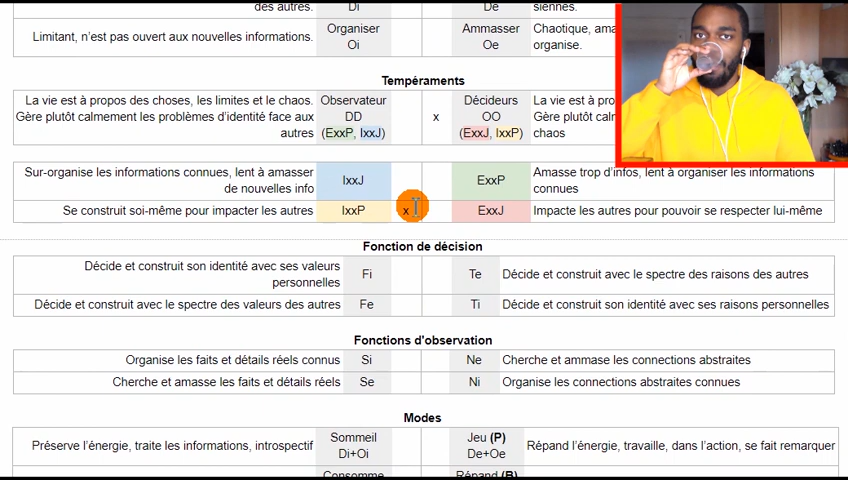 des autres. Di De siennes.
Limitant, n'est pas ouvert aux nouvelles informations. Organiser Ammasser Chaotique,
Oi Oe organise.
Tempéraments
La vie est à propos des choses, les limites et le chaos. Observateur Décideurs La vie est à
Gère plutôt calmement les problèmes d'identité face aux DD x OO Gère plutôt
autres (ExxP, IxxJ) (ExxJ, IxxP) chaos
Sur-organise les informations connues, lent à amasser IxxJ ExxP Amasse trop d'infos, lent à organiser les informations
de nouvelles info connues
Se construit soi-même pour impacter les autres IxxP x ExxJ Impacte les autres pour pouvoir se respecter lui-même
Fonction de décision
Décide et construit son identité avec ses valeurs Fi Te Décide et construit avec le spectre des raisons des autres
personnelles
Décide et construit avec le spectre des valeurs des autres Fe Ti Décide et construit son identité avec ses raisons personnelles
Fonctions d'observation
Organise les faits et détails réels connus Si Ne Cherche et ammase les connections abstraites
Cherche et amasse les faits et détails réels Se Ni Organise les connections abstraites connues
Modes
Préserve l'énergie, traite les informations, introspectif Sommeil Jeu (P) Répand l'énergie, travaille, dans l'action, se fait remarquer
Di+Oi De+Oe
Consomme Répand (B)